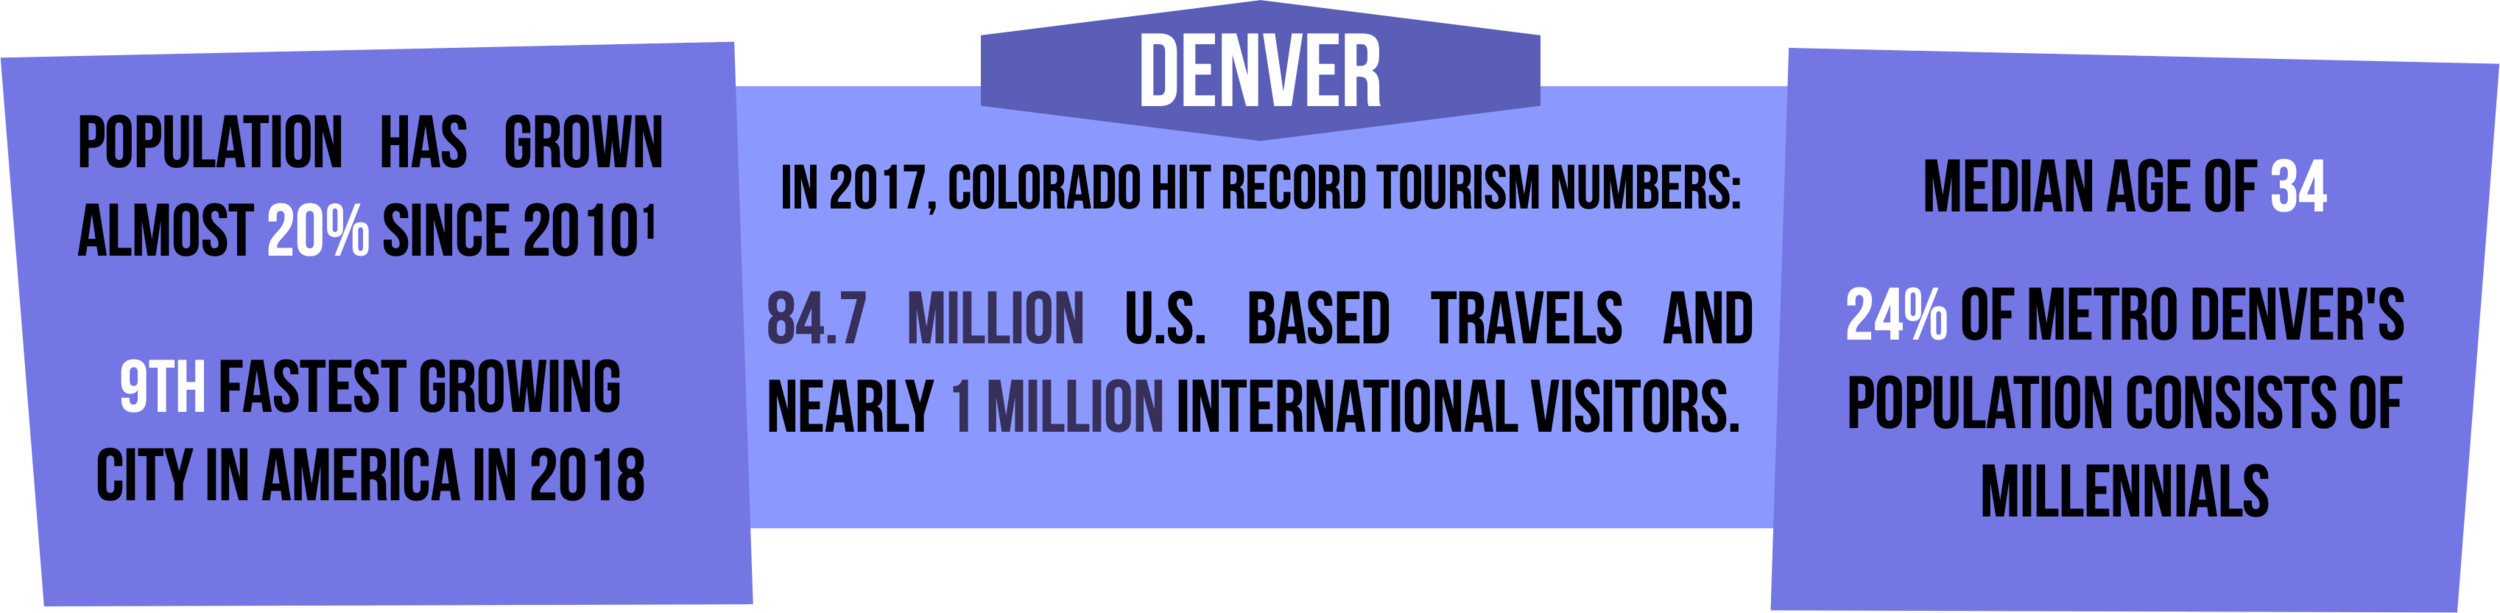 DENVER
POPULATION HAS GROWN
ALMOST 20% SINCE 2010¹
9TH FASTEST GROWING
CITY IN AMERICA IN 2018
IN 2017, COLORADO HIT RECORD TOURISM NUMBERS:
84.7 MILLION U.S. BASED TRAVELS AND
NEARLY 1 MILLION INTERNATIONAL VISITORS.
MEDIAN AGE OF 34
24% OF METRO DENVER'S
POPULATION CONSISTS OF
MILLENNIALS